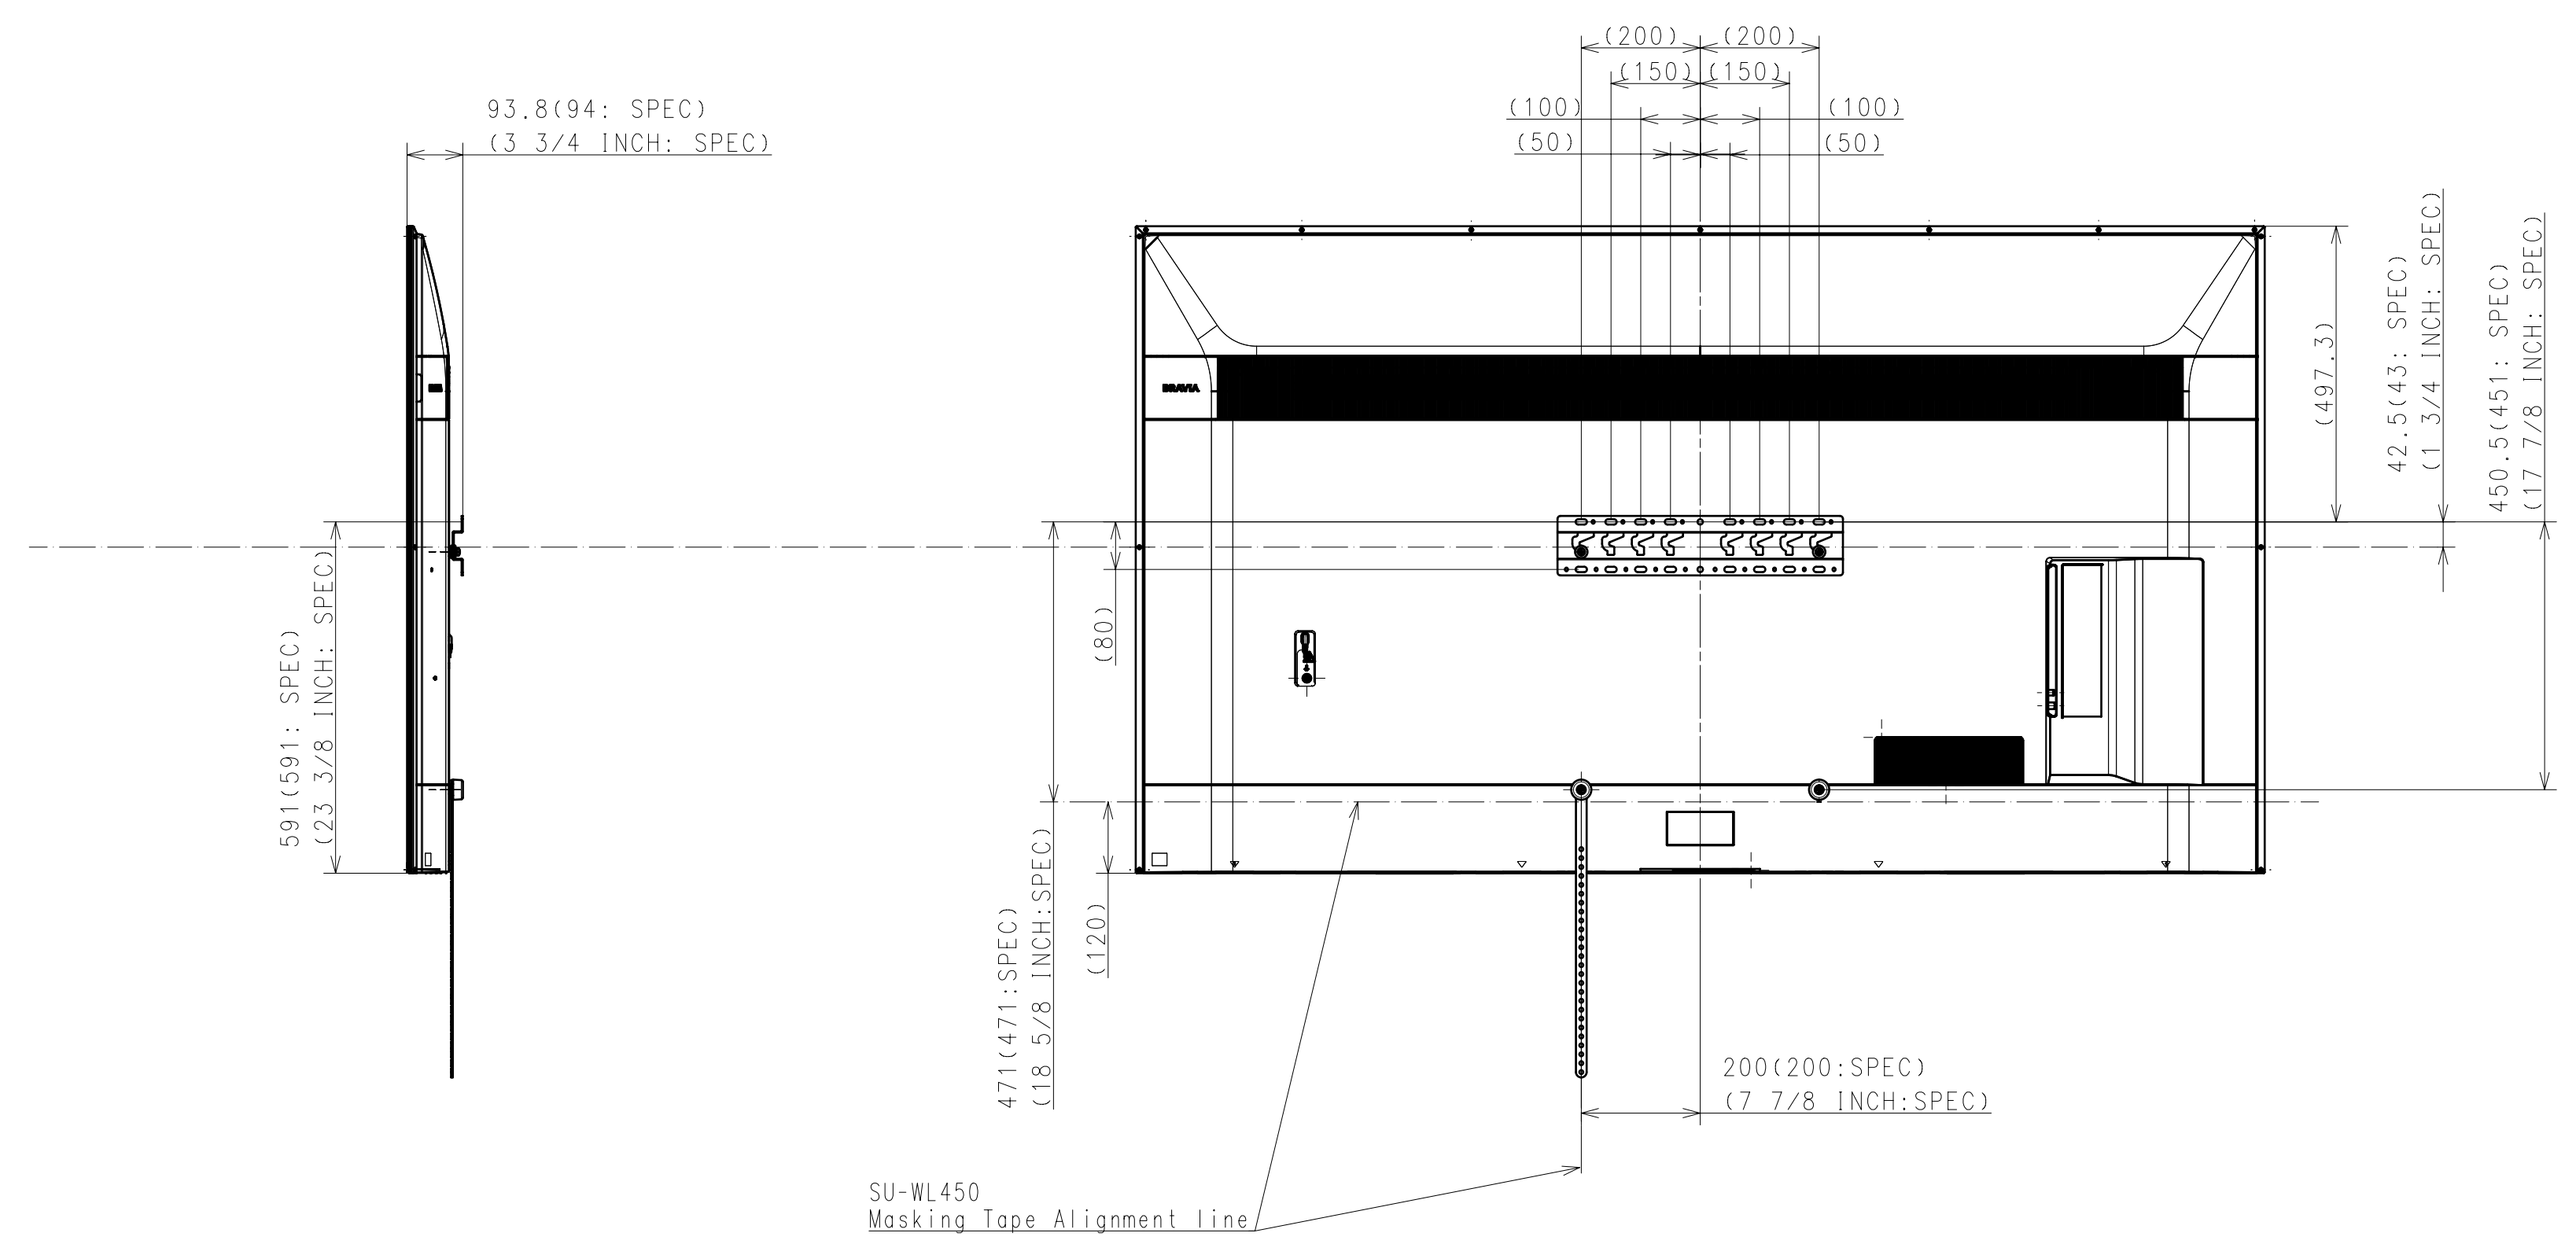 (200) (200)
(150) (150)
(100) (100)
(50) (50)
93.8(94: SPEC)
(3 3/4 INCH: SPEC)
BRAVIA
(497.3)
42.5(43: SPEC)
(1 3/4 INCH: SPEC)
450.5(451: SPEC)
(17 7/8 INCH: SPEC)
591(591: SPEC)
(23 3/8 INCH: SPEC)
(80)
471(471:SPEC)
(18 5/8 INCH:SPEC)
(120)
200(200:SPEC)
(7 7/8 INCH:SPEC)
SU-WL450
Masking Tape Alignment line